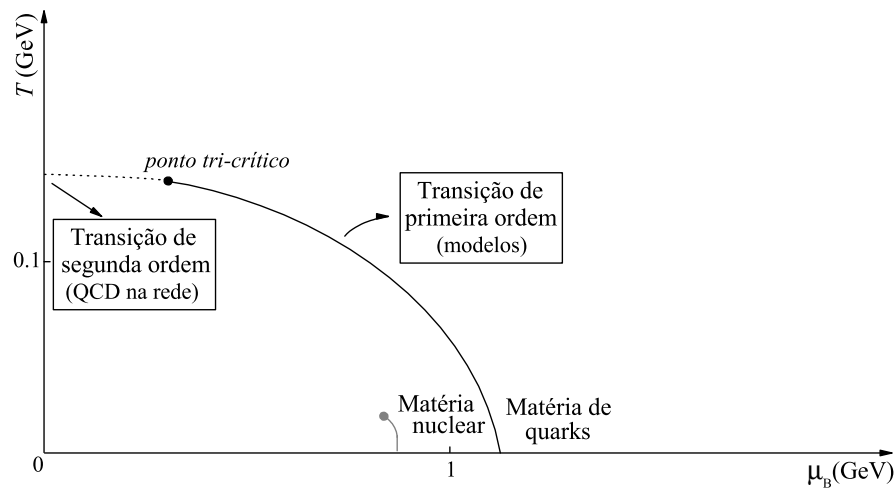 T (GeV)
ponto tri-crítico
Transição de
primeira ordem
(modelos)
Transição de
segunda ordem
(QCD na rede)
0.1
Matéria
nuclear
Matéria de
quarks
0
1
μB(GeV)